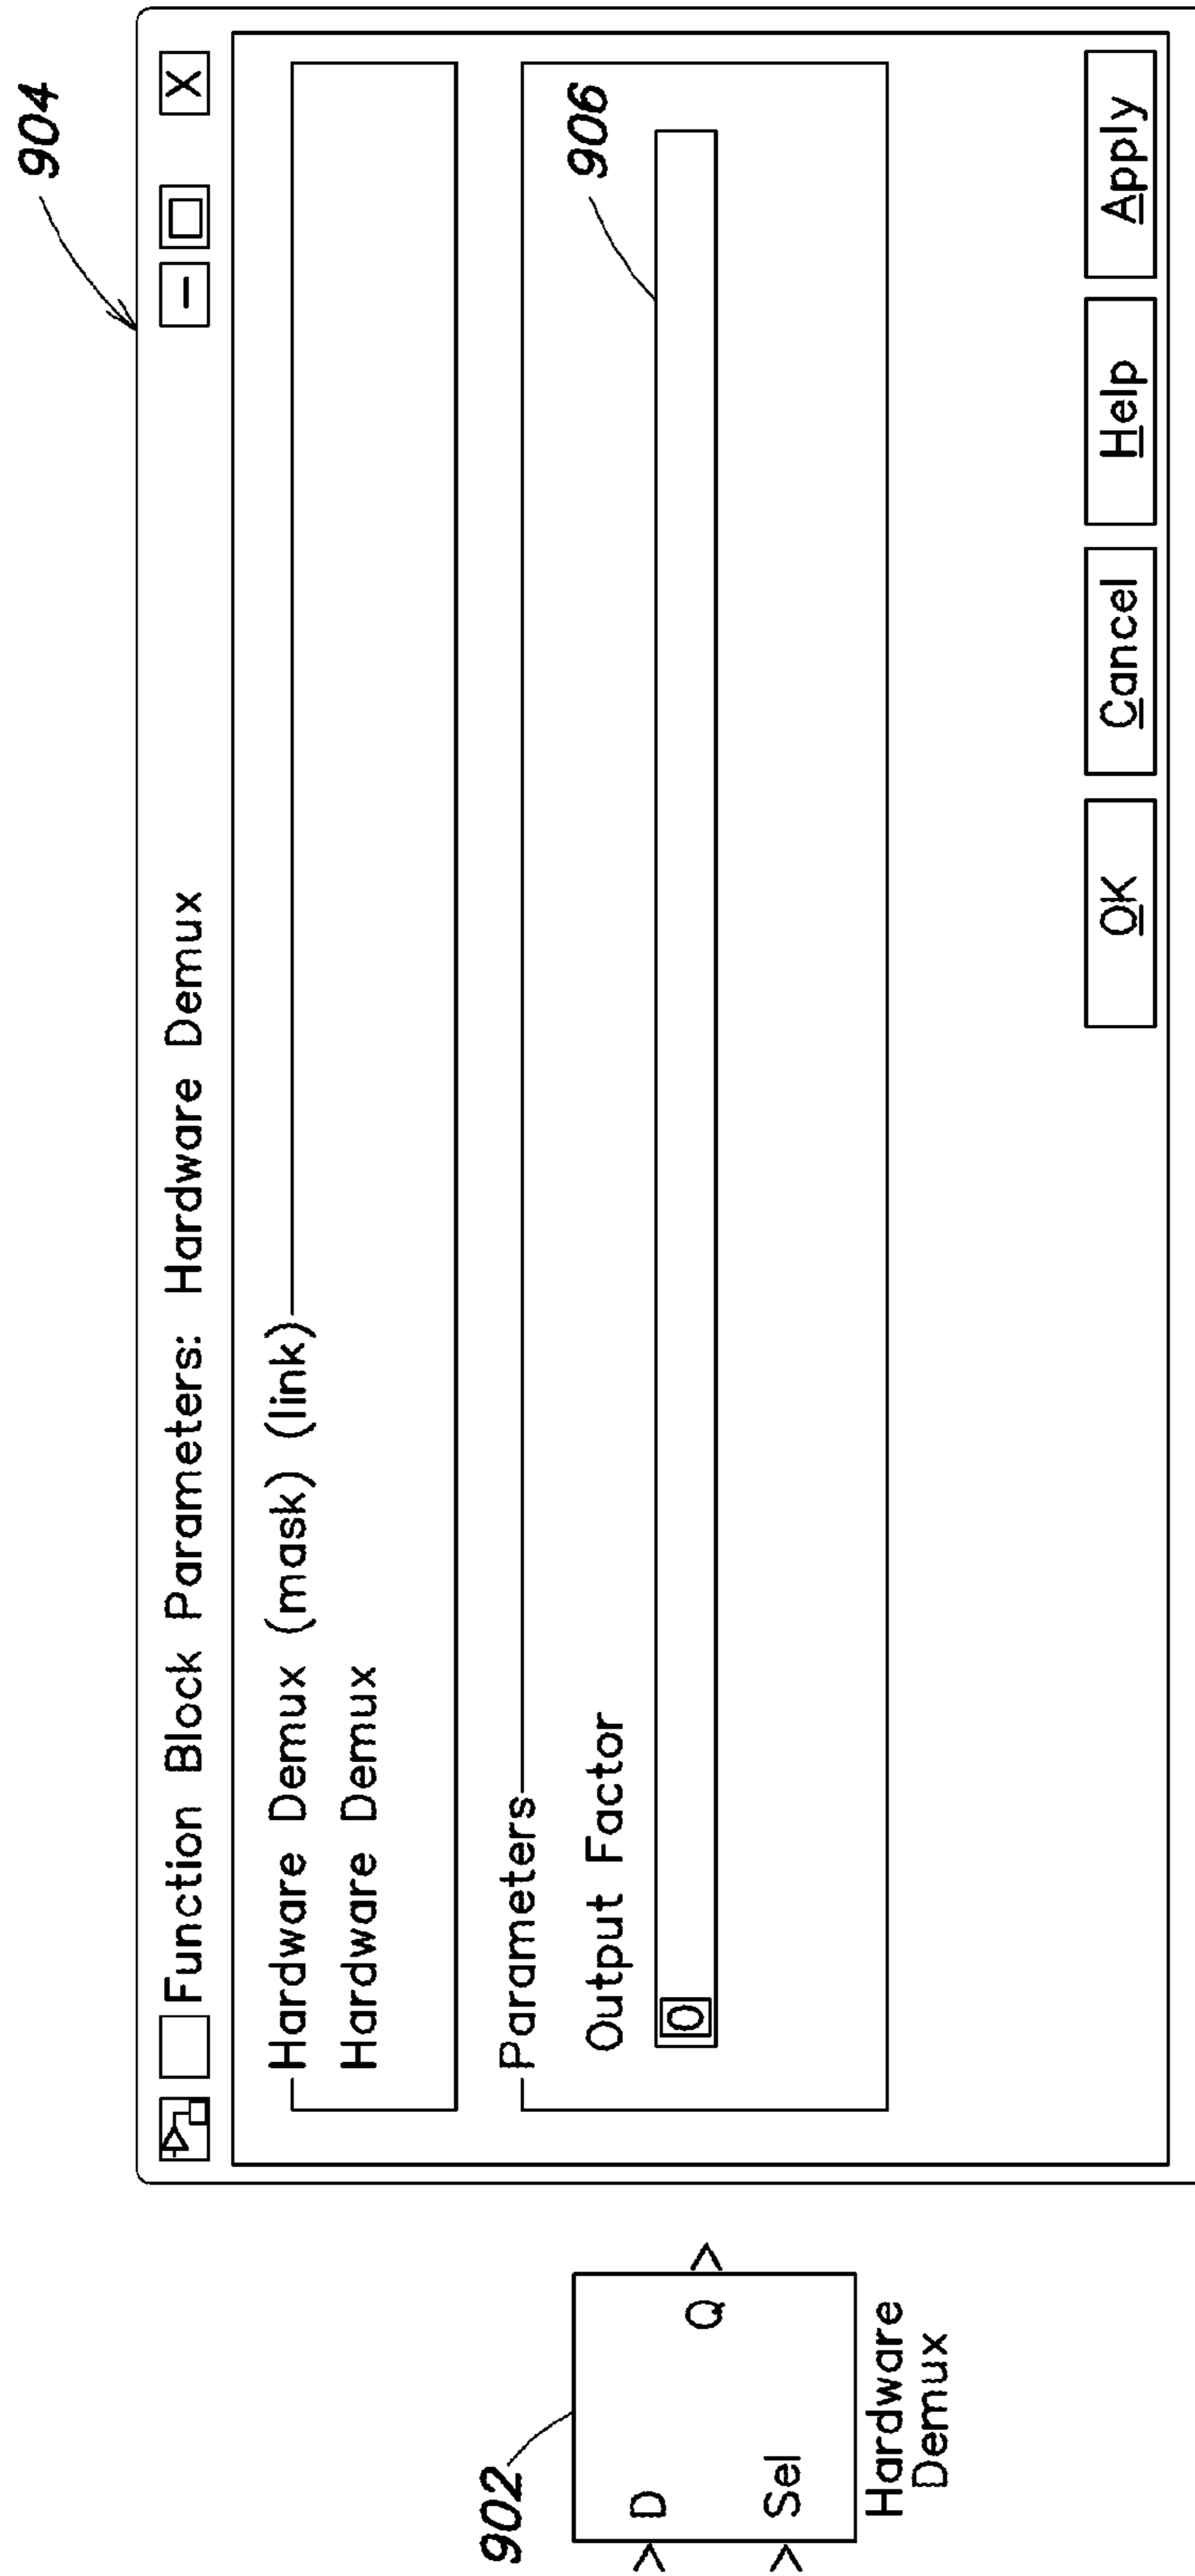 904
Function Block Parameters: Hardware Demux
X
Hardware Demux (mask) (link)
Hardware Demux
Parameters
Output Factor
906
0
OK
Cancel
Help
Apply
902
D
Q
Sel
Hardware
Demux